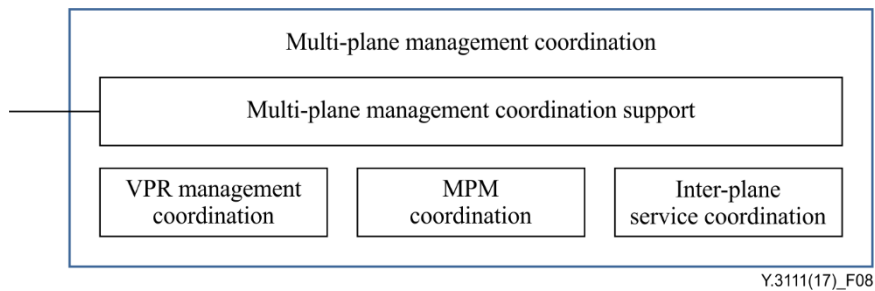 Multi-plane management coordination
Multi-plane management coordination support
VPR management
coordination
MPM
coordination
Inter-plane
service coordination
Y.3111(17)_F08